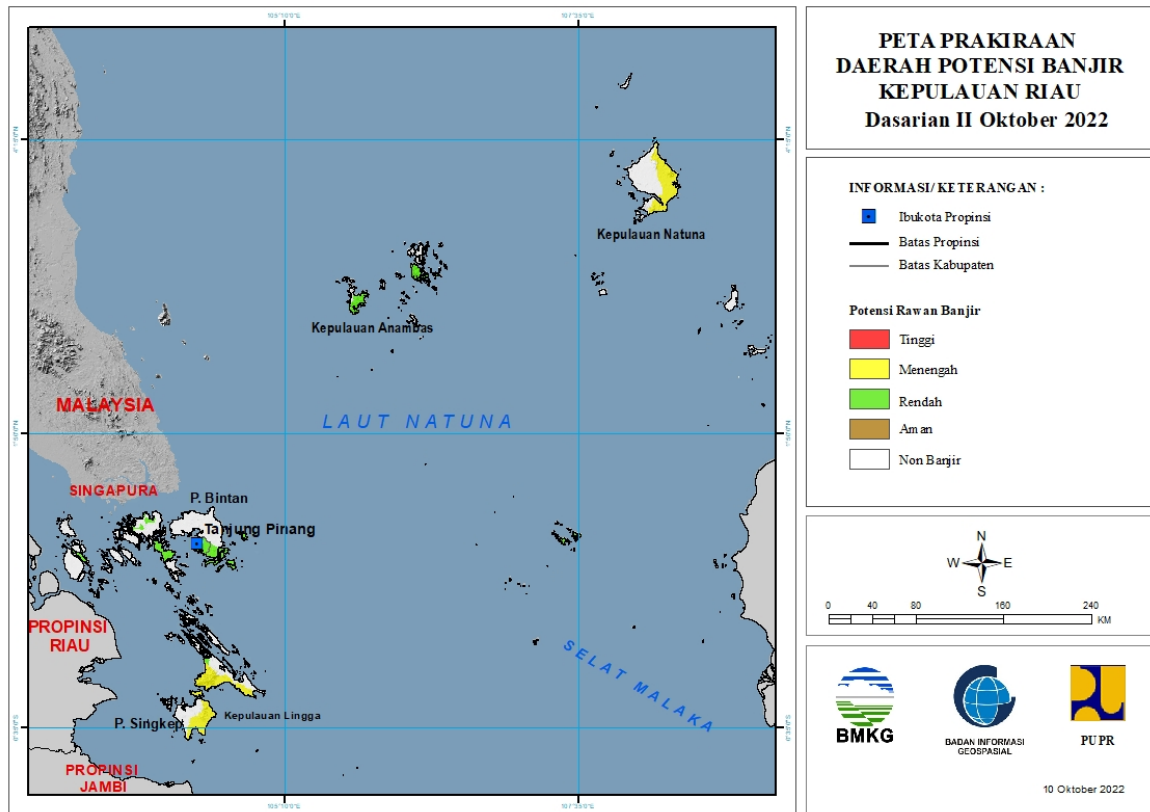 PETA PRAKIRAAN
DAERAH POTENSI BANJIR
KEPULAUAN RIAU
Dasarian II Oktober 2022
INFORMASI/ KETERANGAN :
Ibukota Propinsi
Batas Propinsi
Batas Kabupaten
Potensi Rawan Banjir
Tinggi
Menengah
Rendah
Aman
Non Banjir
N
W E
S
0 40 80 160 240
KM
BMKG
BADAN INFORMASI
GEOSPASIAL
PUPR
10 Oktober 2022
Kepulauan Natuna
Kepulauan Anambas
MALAYSIA
LAUT NATUNA
SINGAPURA
P. Bintan
Tanjung Pinang
PROPINSI
RIAU
SELAT MALAKA
P. Singkep
Kepulauan Lingga
PROPINSI
JAMBI